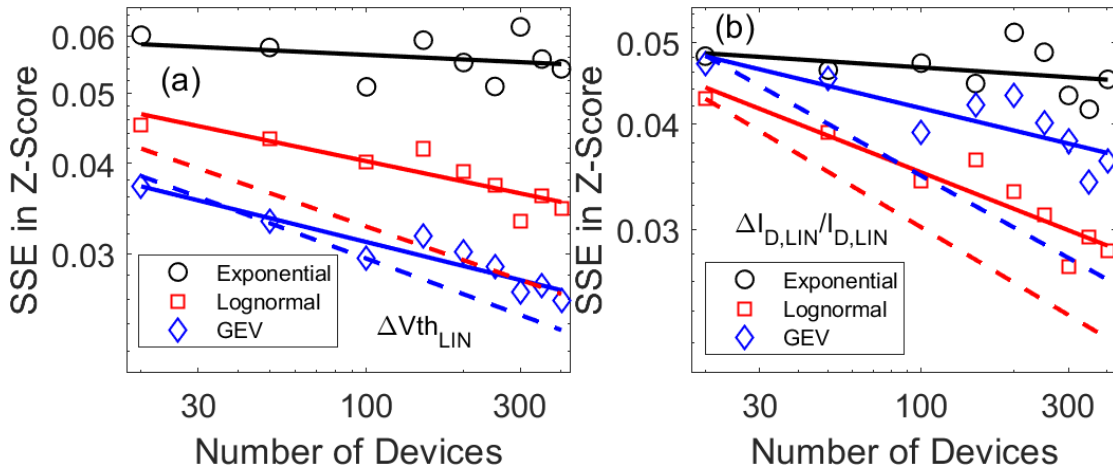 (a)
0.06
0.05
0.04
0.03
SSE in Z-Score
Exponential
Lognormal
GEV
ΔVth_LIN
30
100
300
Number of Devices
(b)
0.05
0.04
0.03
SSE in Z-Score
ΔI_D,LIN/I_D,LIN
Exponential
Lognormal
GEV
30
100
300
Number of Devices